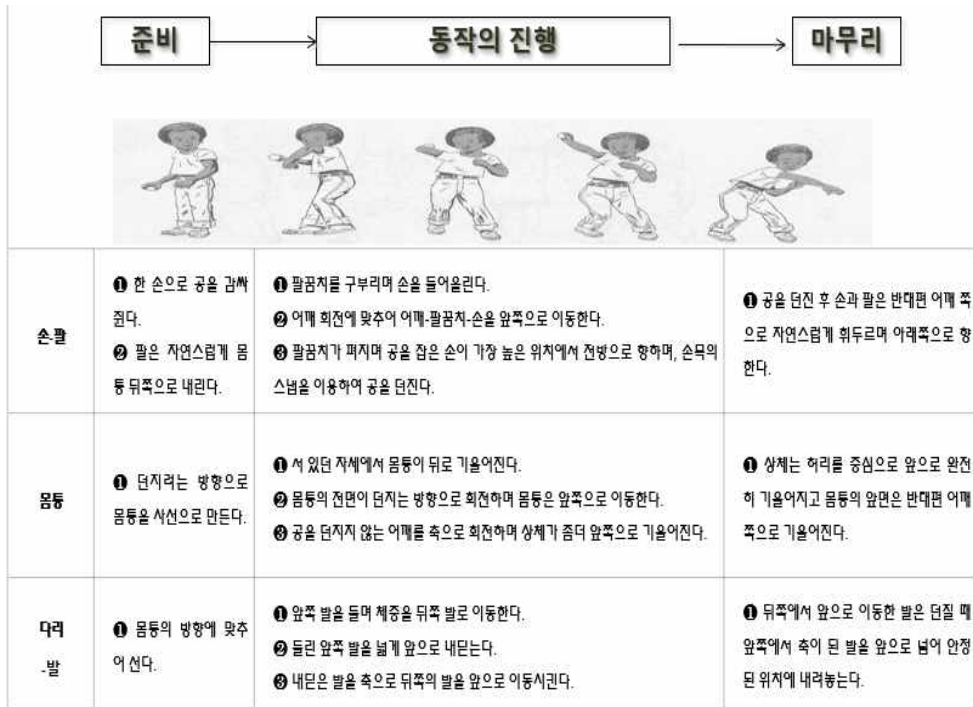 준비
동작의 진행
마무리
손-팔
❶ 한 손으로 공을 감싸
쥔다.
❷ 팔은 자연스럽게 몸
통 뒤쪽으로 내린다.
❶ 팔꿈치를 구부리며 손을 들어올린다.
❷ 어깨 회전에 맞추어 어깨-팔꿈치-손을 앞쪽으로 이동한다.
❸ 팔꿈치가 펴지며 공을 잡은 손이 가장 높은 위치에서 전방으로 향하며, 손목의
스냅을 이용하여 공을 던진다.
❶ 공을 던진 후 손과 팔은 반대편 어깨 쪽
으로 자연스럽게 휘두르며 아래쪽으로 향
한다.
몸통
❶ 던지려는 방향으로
몸통을 사선으로 만든다.
❶ 서 있던 자세에서 몸통이 뒤로 기울어진다.
❷ 몸통의 전면이 던지는 방향으로 회전하며 몸통은 앞쪽으로 이동한다.
❸ 공을 던지지 않는 어깨를 축으로 회전하며 상체가 좀더 앞쪽으로 기울어진다.
❶ 상체는 허리를 중심으로 앞으로 완전
히 기울어지고 몸통의 앞면은 반대편 어깨
쪽으로 기울어진다.
다리
-발
❶ 몸통의 방향에 맞추
어 선다.
❶ 앞쪽 발을 들며 체중을 뒤쪽 발로 이동한다.
❷ 들린 앞쪽 발을 넓게 앞으로 내딛는다.
❸ 내딛은 발을 축으로 뒤쪽의 발을 앞으로 이동시킨다.
❶ 뒤쪽에서 앞으로 이동한 발은 던질 때
앞쪽에서 축이 된 발을 앞으로 넘어 안정
된 위치에 내려놓는다.